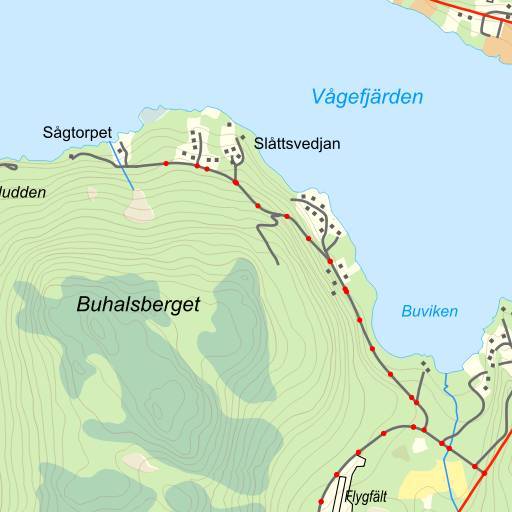 Vågefjärden
Sågtorpet
Slåttsvedjan
udden
Buhalsberget
Buviken
Flygfält